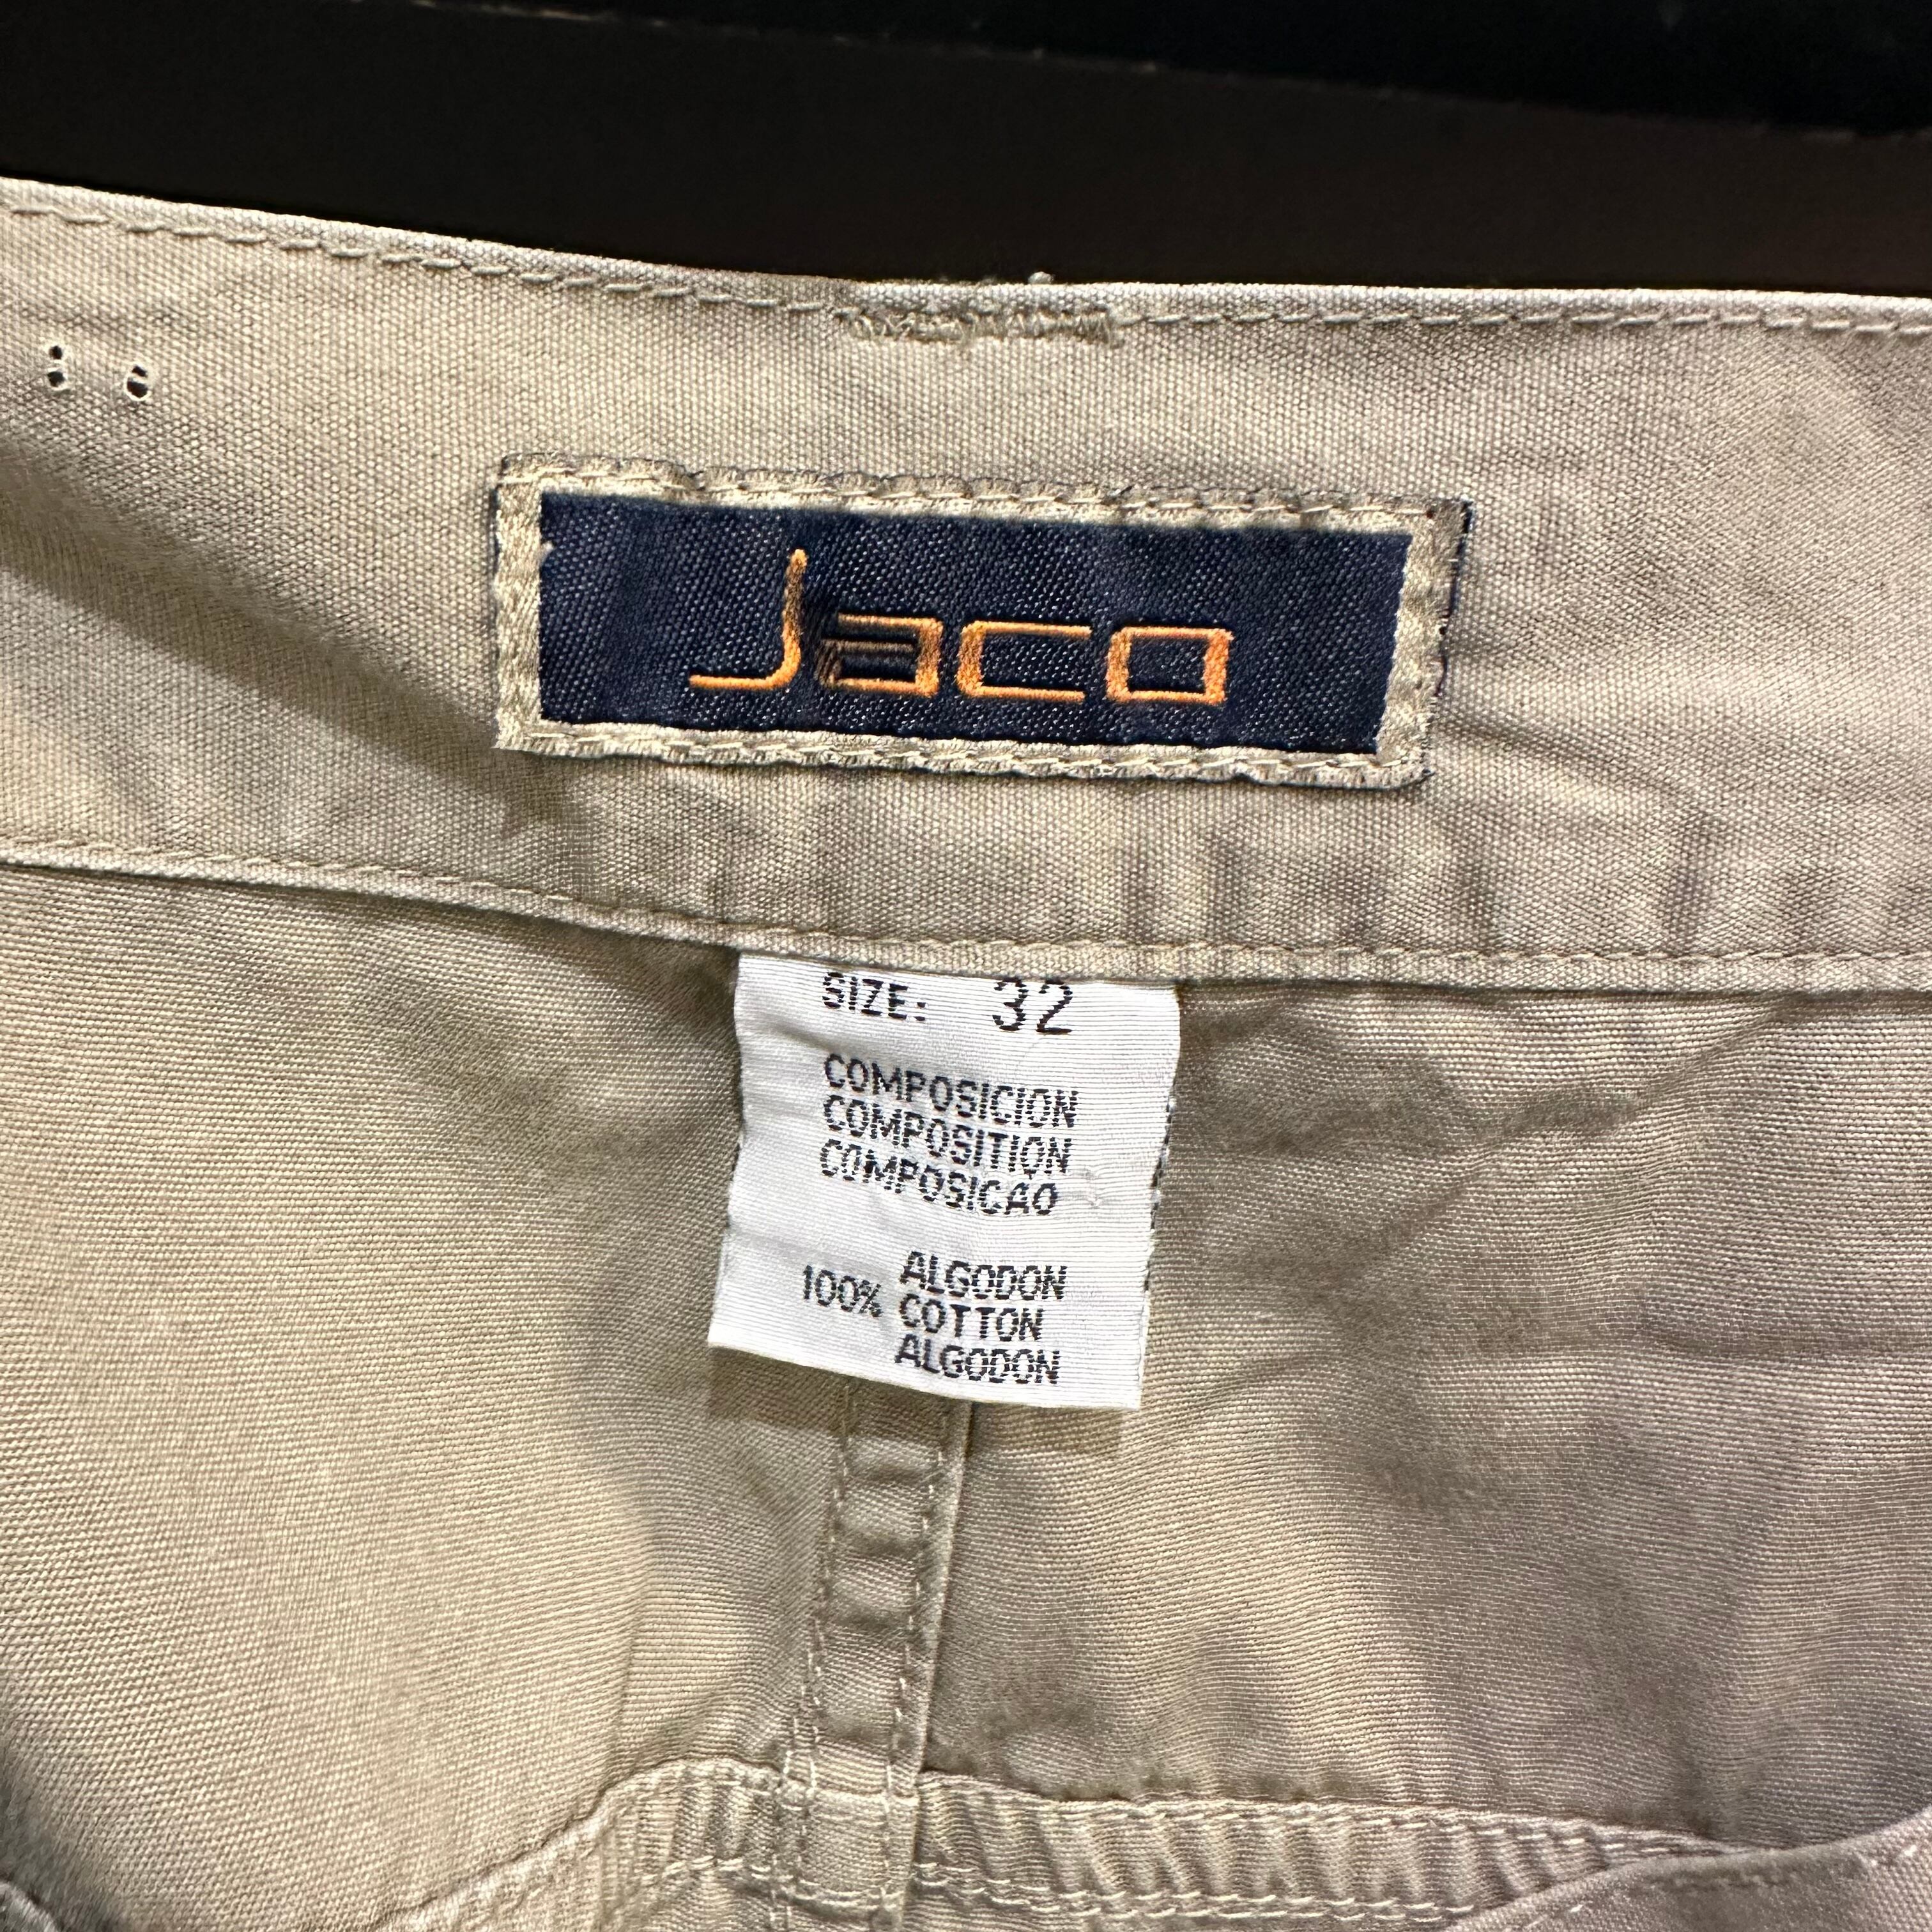 Jaco
SIZE: 32
COMPOSICION
COMPOSITION
COMPOSICAO
100% ALGODON
COTTON
ALGODON